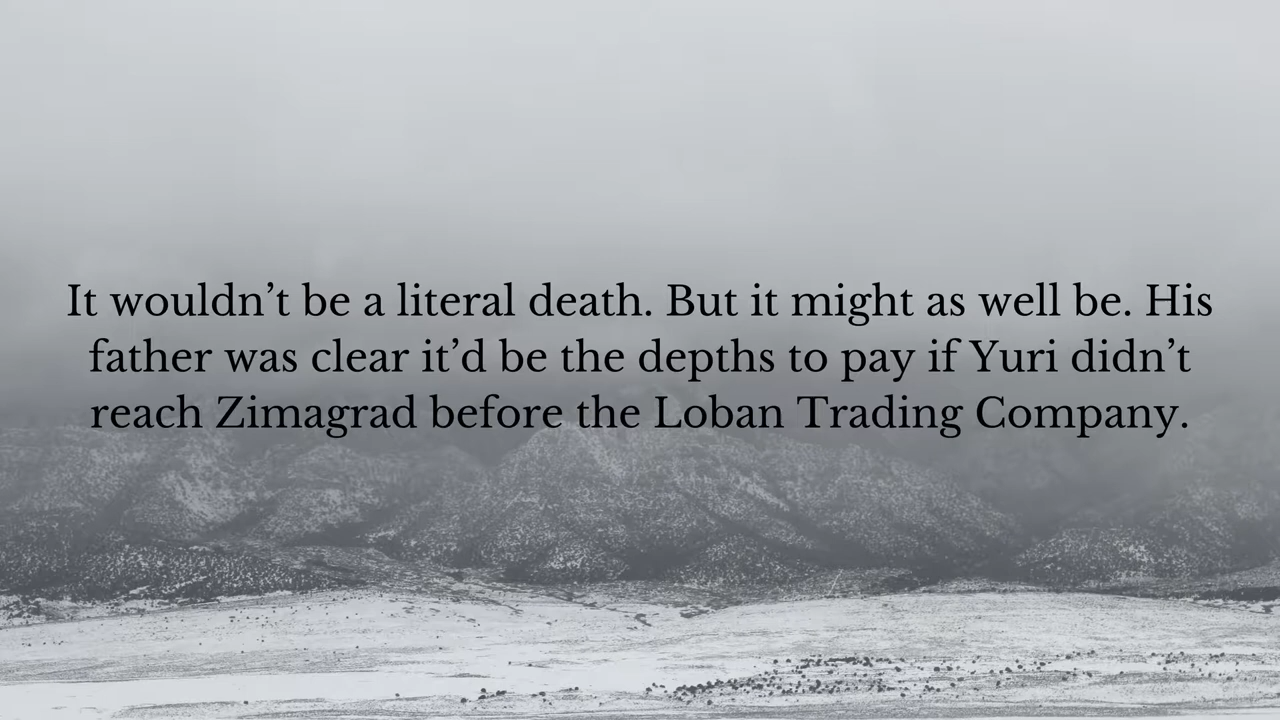 It wouldn’t be a literal death. But it might as well be. His
father was clear it’d be the depths to pay if Yuri didn’t
reach Zimagrad before the Loban Trading Company.